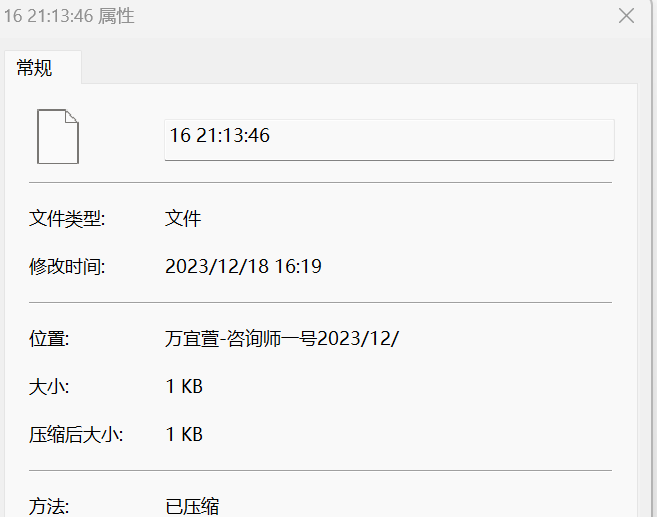 16 21:13:46 属性
常规
16 21:13:46
文件类型: 文件
修改时间: 2023/12/18 16:19
位置: 万宜萱-咨询师一号2023/12/
大小: 1 KB
压缩后大小: 1 KB
方法: 已压缩